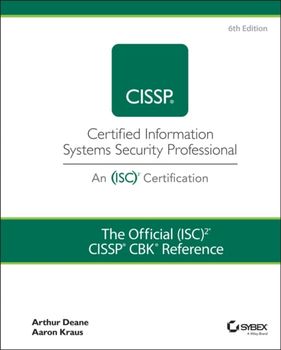 6th Edition
CISSP®
Certified Information
Systems Security Professional
An (ISC)²® Certification
The Official (ISC)²®
CISSP® CBK® Reference
Arthur Deane
Aaron Kraus
SYBEX
A Wiley Brand